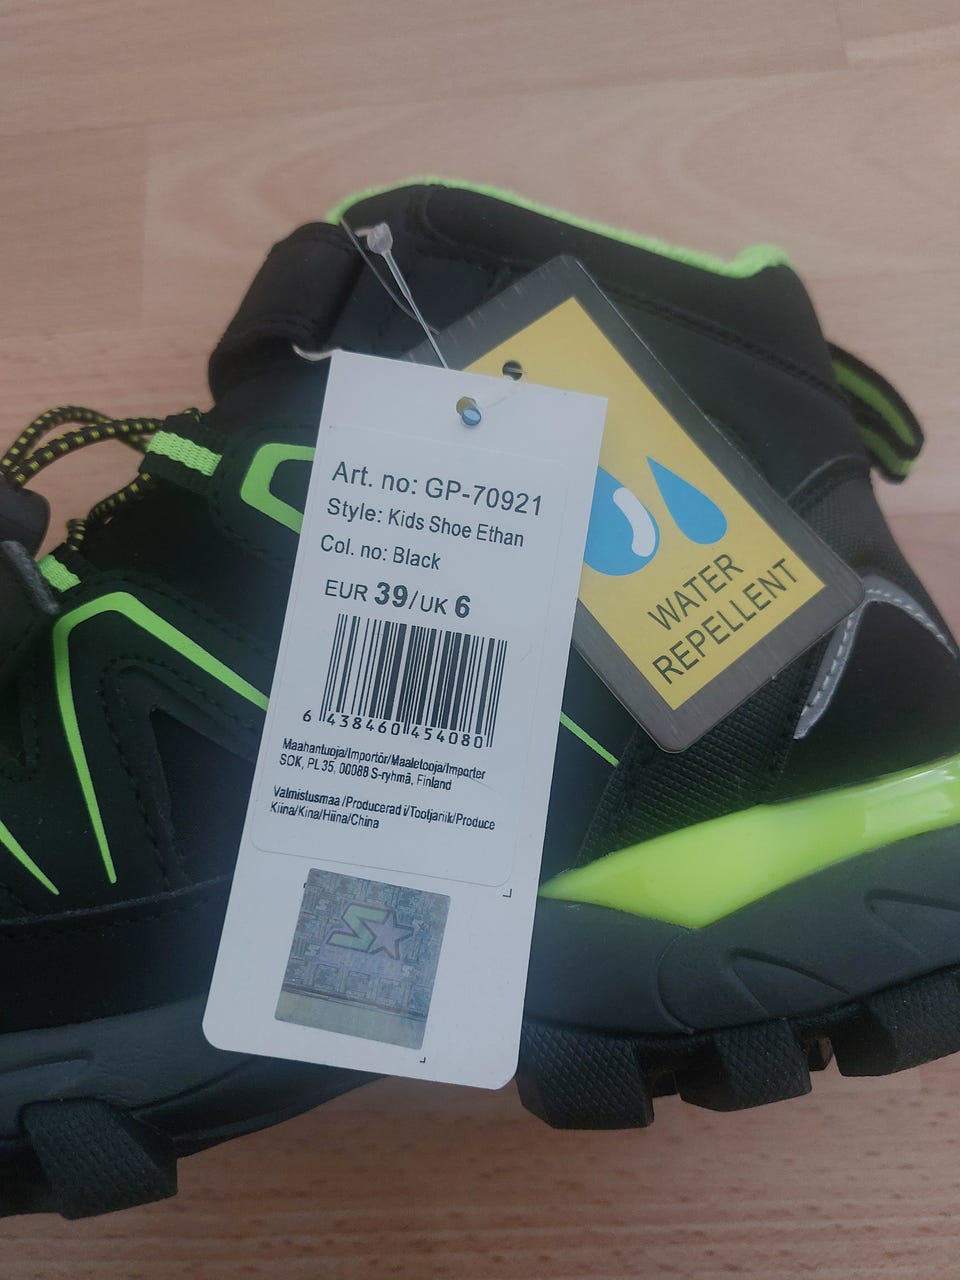 Art. no: GP-70921
Style: Kids Shoe Ethan
Col. no: Black
EUR 39/UK 6
6 438460 454080
Maahantuoja/Importör/Maaletooja/Importer
SOK, PL 35, 00088 S-ryhmä, Finland
Valmistusmaa /Producerad i/Tootjariik/Produce
Kiina/Kina/Hiina/China
WATER
REPELLENT